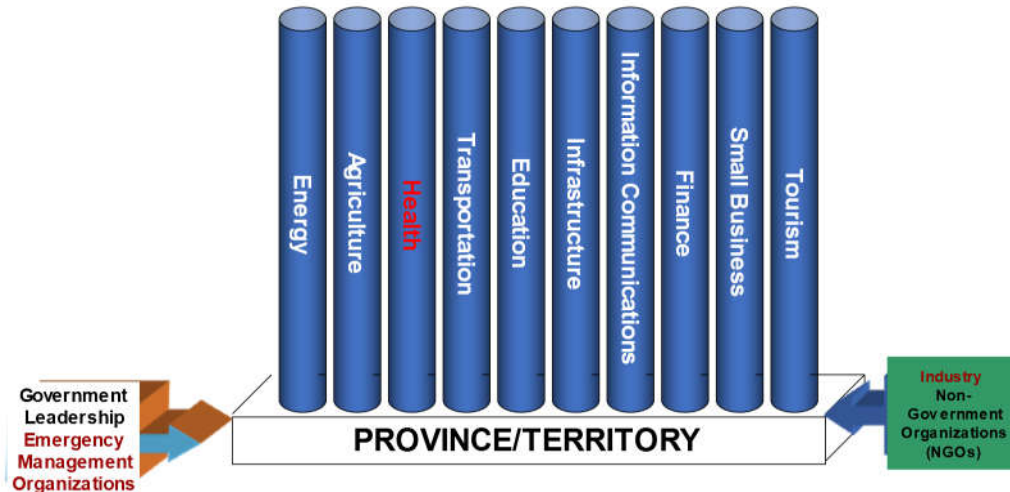 Energy
Agriculture
Health
Transportation
Education
Infrastructure
Information Communications
Finance
Small Business
Tourism
Government
Leadership
Emergency
Management
Organizations
PROVINCE/TERRITORY
Industry
Non-
Government
Organizations
(NGOs)